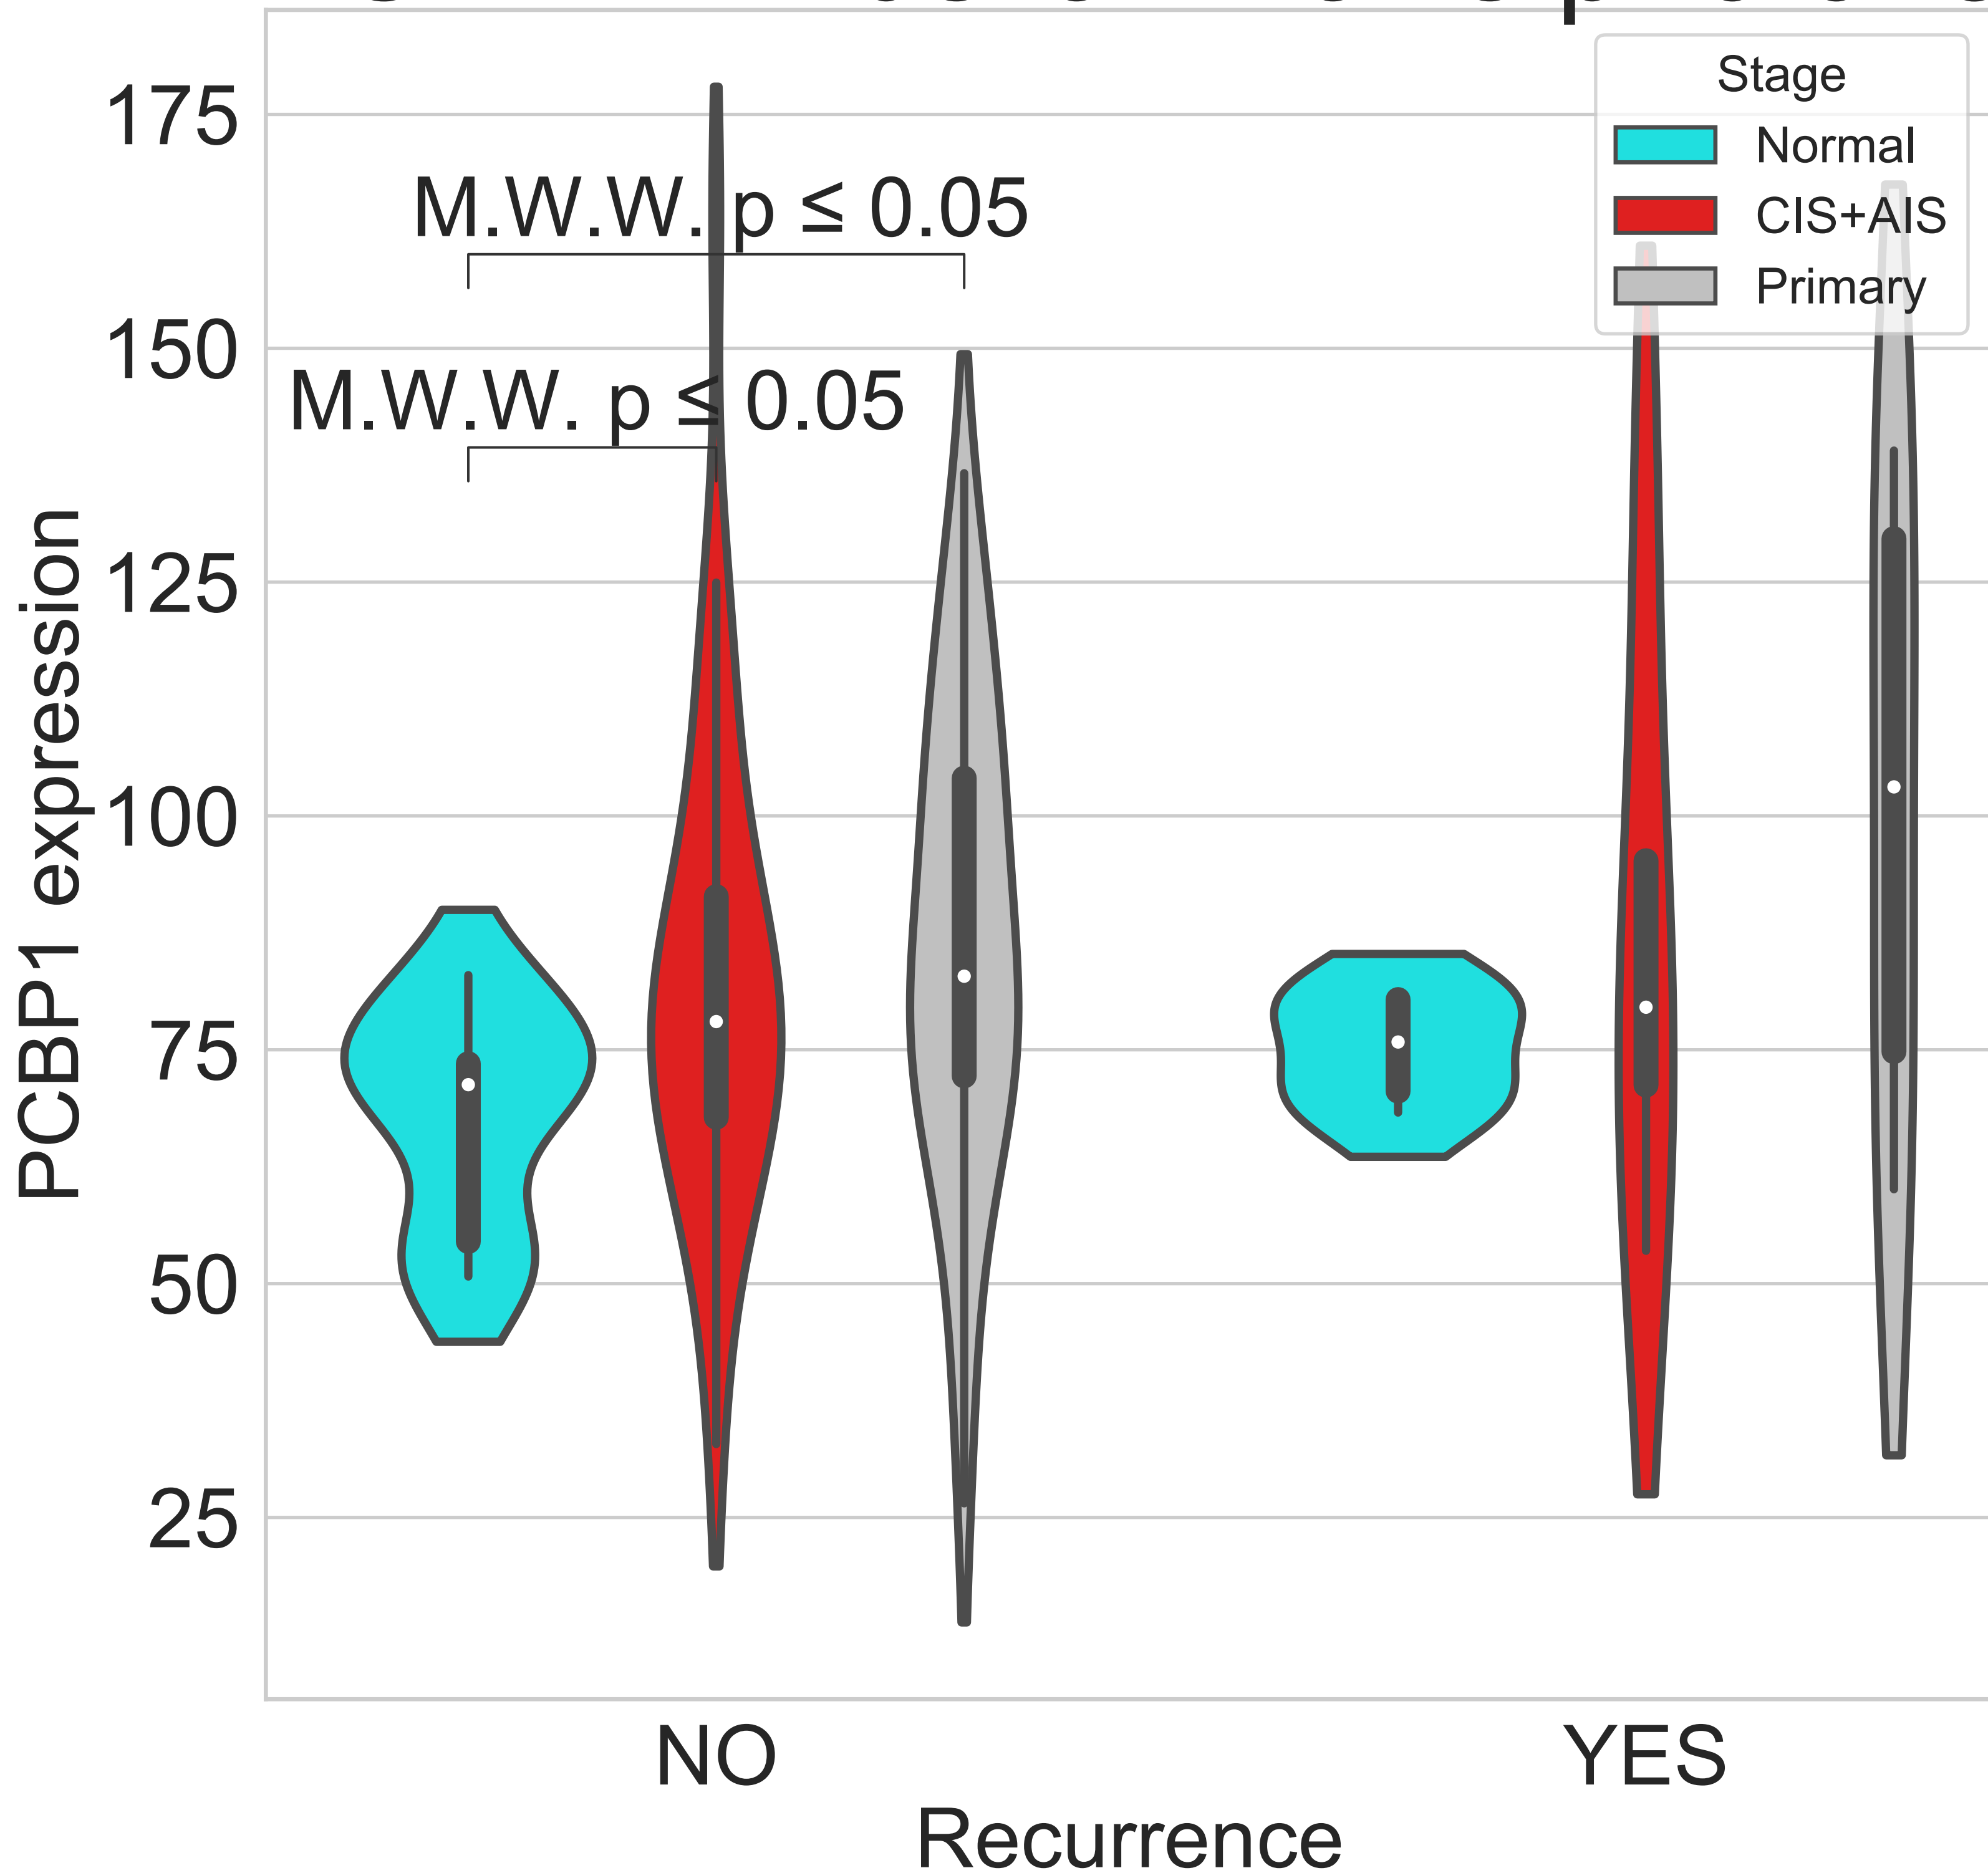 Stage
Normal
CIS+AIS
Primary
M.W.W. p ≤ 0.05
M.W.W. p ≤ 0.05
PCBP1 expression
175
150
125
100
75
50
25
NO
YES
Recurrence